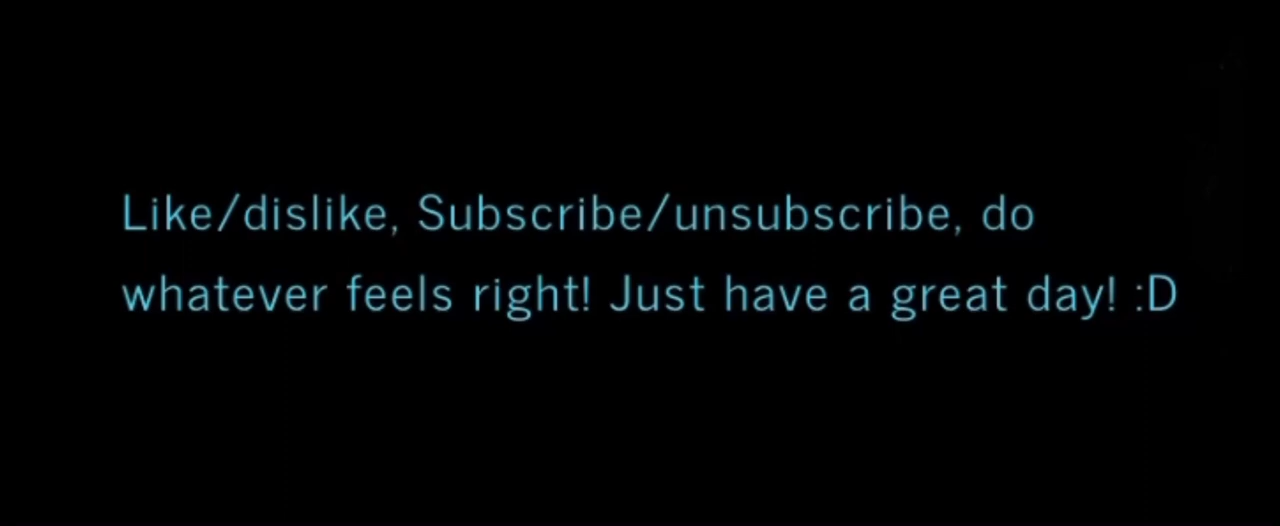 Like/dislike, Subscribe/unsubscribe, do
whatever feels right! Just have a great day! :D